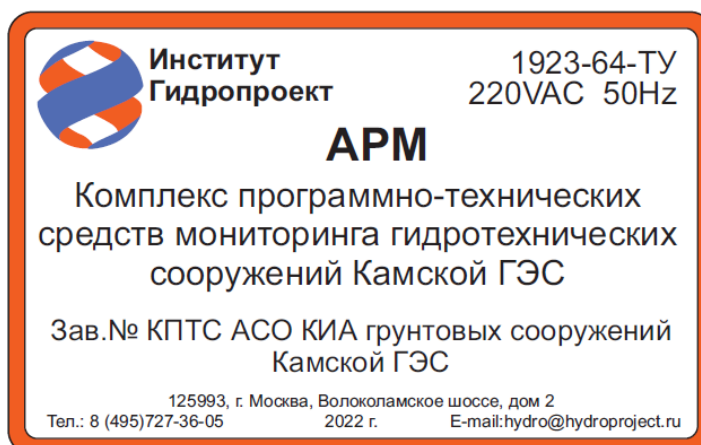 Институт
Гидропроект
1923-64-ТУ
220VAC 50Hz
АРМ
Комплекс программно-технических
средств мониторинга гидротехнических
сооружений Камской ГЭС
Зав.№ КПТС АСО КИА грунтовых сооружений
Камской ГЭС
125993, г. Москва, Волоколамское шоссе, дом 2
Тел.: 8 (495)727-36-05 2022 г. E-mail:hydro@hydroproject.ru